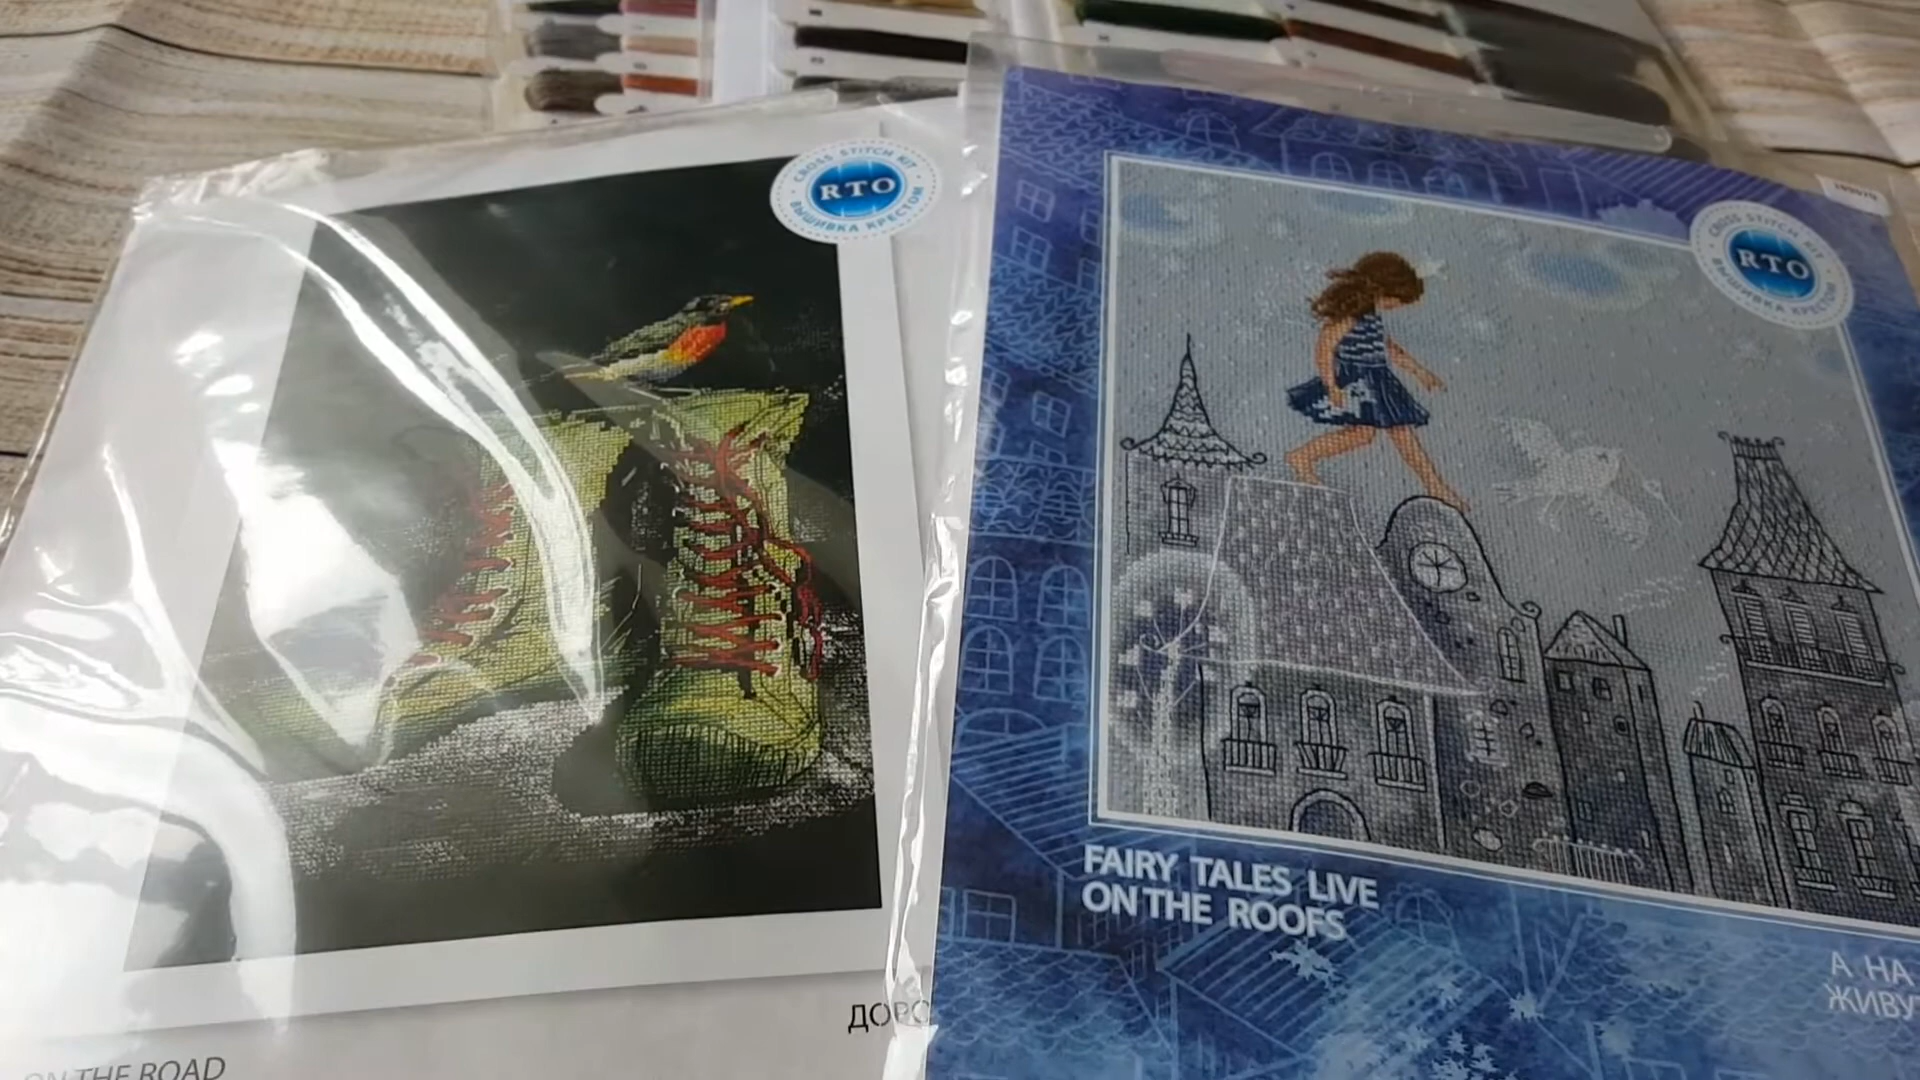 CROSS STITCH KIT
RTO
ВЫШИВКА КРЕСТОМ
CROSS STITCH KIT
RTO
ВЫШИВКА КРЕСТОМ
FAIRY TALES LIVE
ON THE ROOFS
А НА
ЖИВУ
ДОРО
ON THE ROAD